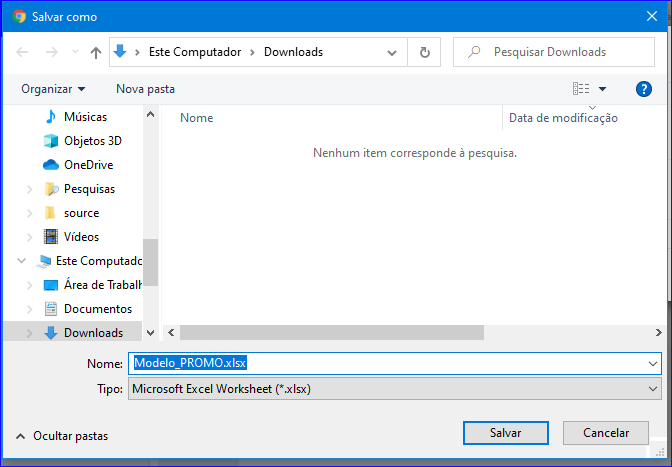 Salvar como
Este Computador Downloads
Pesquisar Downloads
Organizar Nova pasta
Músicas
Objetos 3D
OneDrive
Pesquisas
source
Vídeos
Este Computado
Área de Trabalh
Documentos
Downloads
Nome Data de modificação
Nenhum item corresponde à pesquisa.
Nome: Modelo_PROMO.xlsx
Tipo: Microsoft Excel Worksheet (*.xlsx)
Ocultar pastas Salvar Cancelar